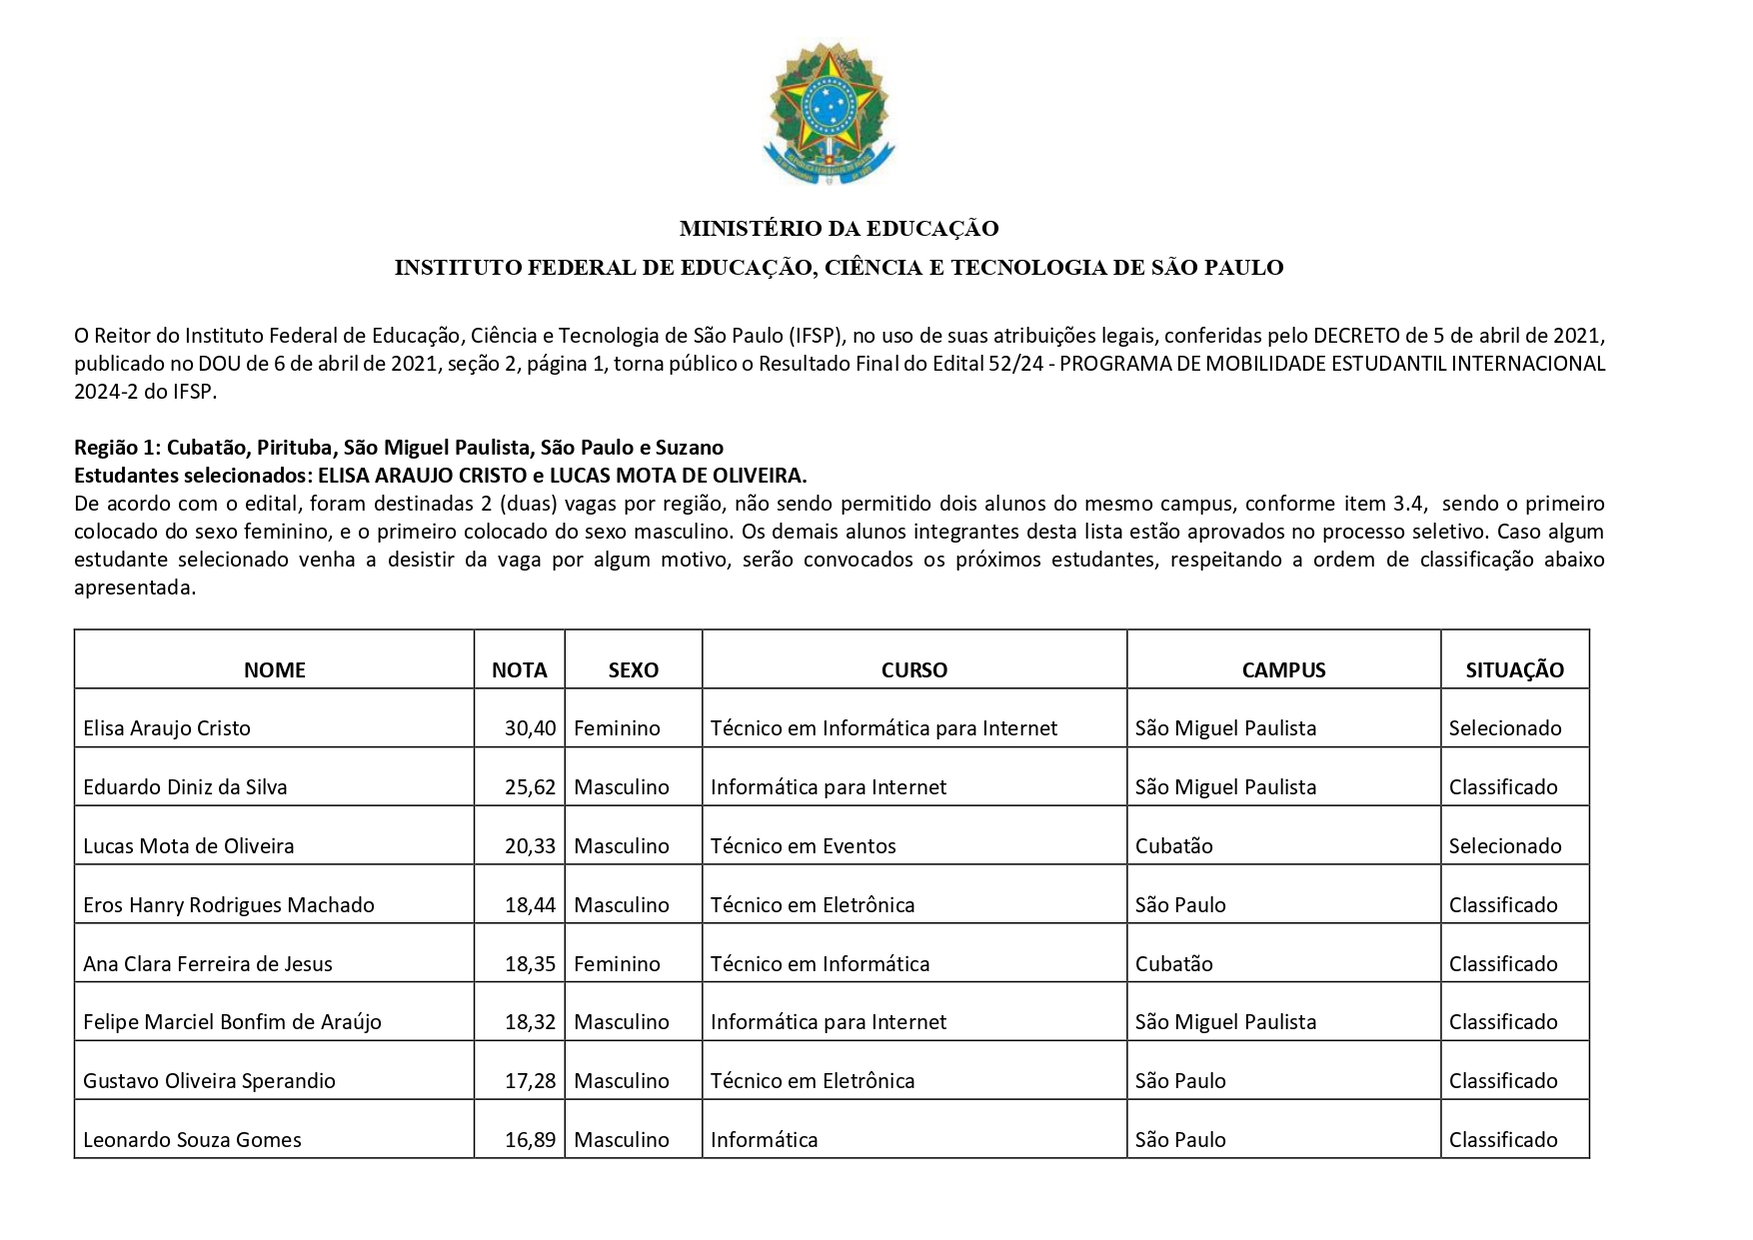 MINISTÉRIO DA EDUCAÇÃO
INSTITUTO FEDERAL DE EDUCAÇÃO, CIÊNCIA E TECNOLOGIA DE SÃO PAULO
O Reitor do Instituto Federal de Educação, Ciência e Tecnologia de São Paulo (IFSP), no uso de suas atribuições legais, conferidas pelo DECRETO de 5 de abril de 2021,
publicado no DOU de 6 de abril de 2021, seção 2, página 1, torna público o Resultado Final do Edital 52/24 - PROGRAMA DE MOBILIDADE ESTUDANTIL INTERNACIONAL
2024-2 do IFSP.
Região 1: Cubatão, Pirituba, São Miguel Paulista, São Paulo e Suzano
Estudantes selecionados: ELISA ARAUJO CRISTO e LUCAS MOTA DE OLIVEIRA.
De acordo com o edital, foram destinadas 2 (duas) vagas por região, não sendo permitido dois alunos do mesmo campus, conforme item 3.4, sendo o primeiro
colocado do sexo feminino, e o primeiro colocado do sexo masculino. Os demais alunos integrantes desta lista estão aprovados no processo seletivo. Caso algum
estudante selecionado venha a desistir da vaga por algum motivo, serão convocados os próximos estudantes, respeitando a ordem de classificação abaixo
apresentada.
NOME NOTA SEXO CURSO CAMPUS SITUAÇÃO
Elisa Araujo Cristo 30,40 Feminino Técnico em Informática para Internet São Miguel Paulista Selecionado
Eduardo Diniz da Silva 25,62 Masculino Informática para Internet São Miguel Paulista Classificado
Lucas Mota de Oliveira 20,33 Masculino Técnico em Eventos Cubatão Selecionado
Eros Hanry Rodrigues Machado 18,44 Masculino Técnico em Eletrônica São Paulo Classificado
Ana Clara Ferreira de Jesus 18,35 Feminino Técnico em Informática Cubatão Classificado
Felipe Marciel Bonfim de Araújo 18,32 Masculino Informática para Internet São Miguel Paulista Classificado
Gustavo Oliveira Sperandio 17,28 Masculino Técnico em Eletrônica São Paulo Classificado
Leonardo Souza Gomes 16,89 Masculino Informática São Paulo Classificado